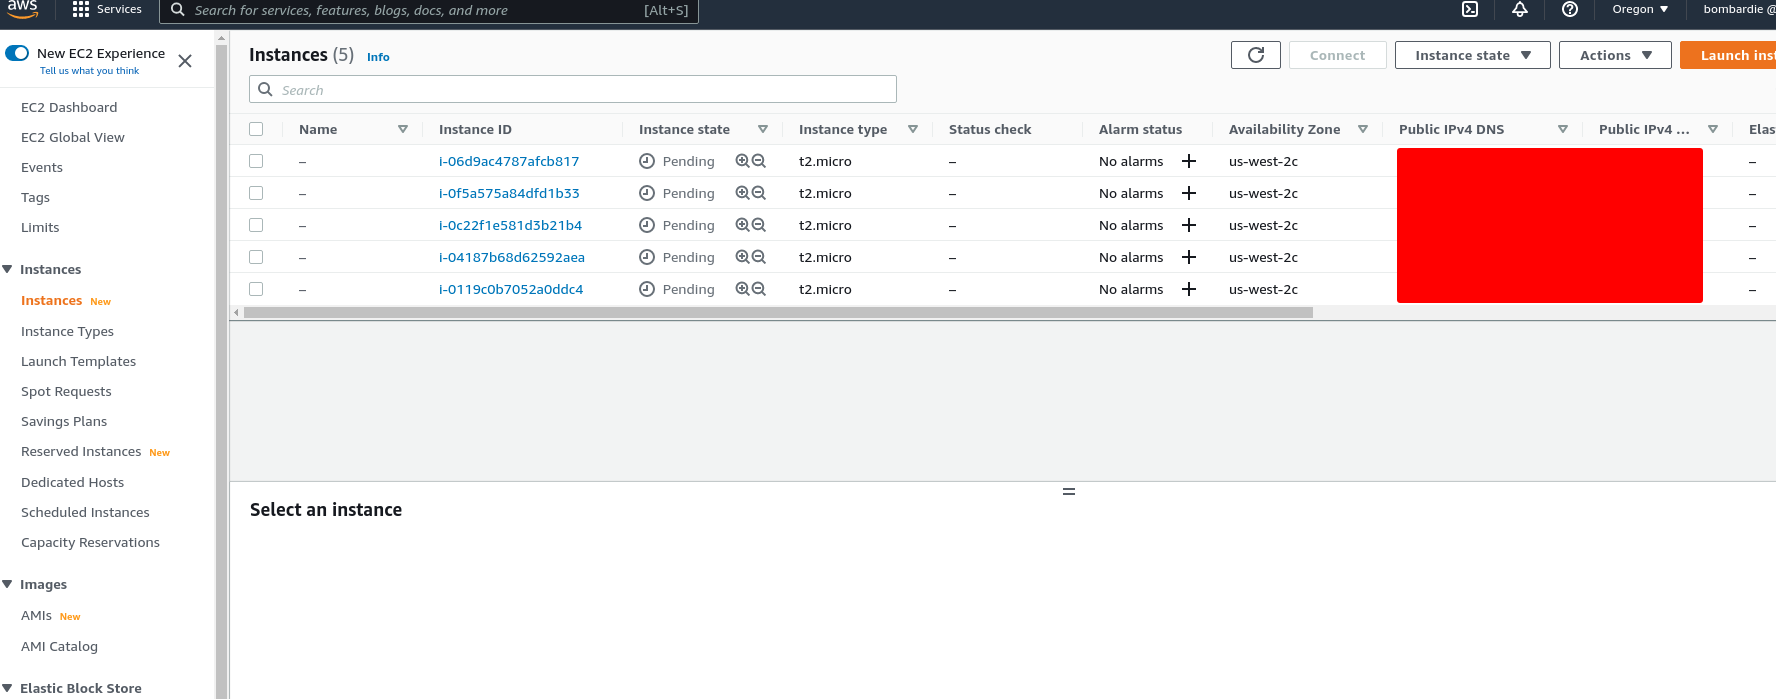 aws Services Search for services, features, blogs, docs, and more [Alt+S] Oregon ▼ bombardie @
New EC2 Experience
Tell us what you think
EC2 Dashboard
EC2 Global View
Events
Tags
Limits
Instances
Instances New
Instance Types
Launch Templates
Spot Requests
Savings Plans
Reserved Instances New
Dedicated Hosts
Scheduled Instances
Capacity Reservations
Images
AMIs New
AMI Catalog
Elastic Block Store
Instances (5) Info
Connect Instance state Actions Launch inst
Search
Name Instance ID Instance state Instance type Status check Alarm status Availability Zone Public IPv4 DNS Public IPv4 ... Elas
– i-06d9ac4787afcb817 Pending t2.micro – No alarms + us-west-2c –
– i-0f5a575a84dfd1b33 Pending t2.micro – No alarms + us-west-2c –
– i-0c22f1e581d3b21b4 Pending t2.micro – No alarms + us-west-2c –
– i-04187b68d62592aea Pending t2.micro – No alarms + us-west-2c –
– i-0119c0b7052a0ddc4 Pending t2.micro – No alarms + us-west-2c –
Select an instance